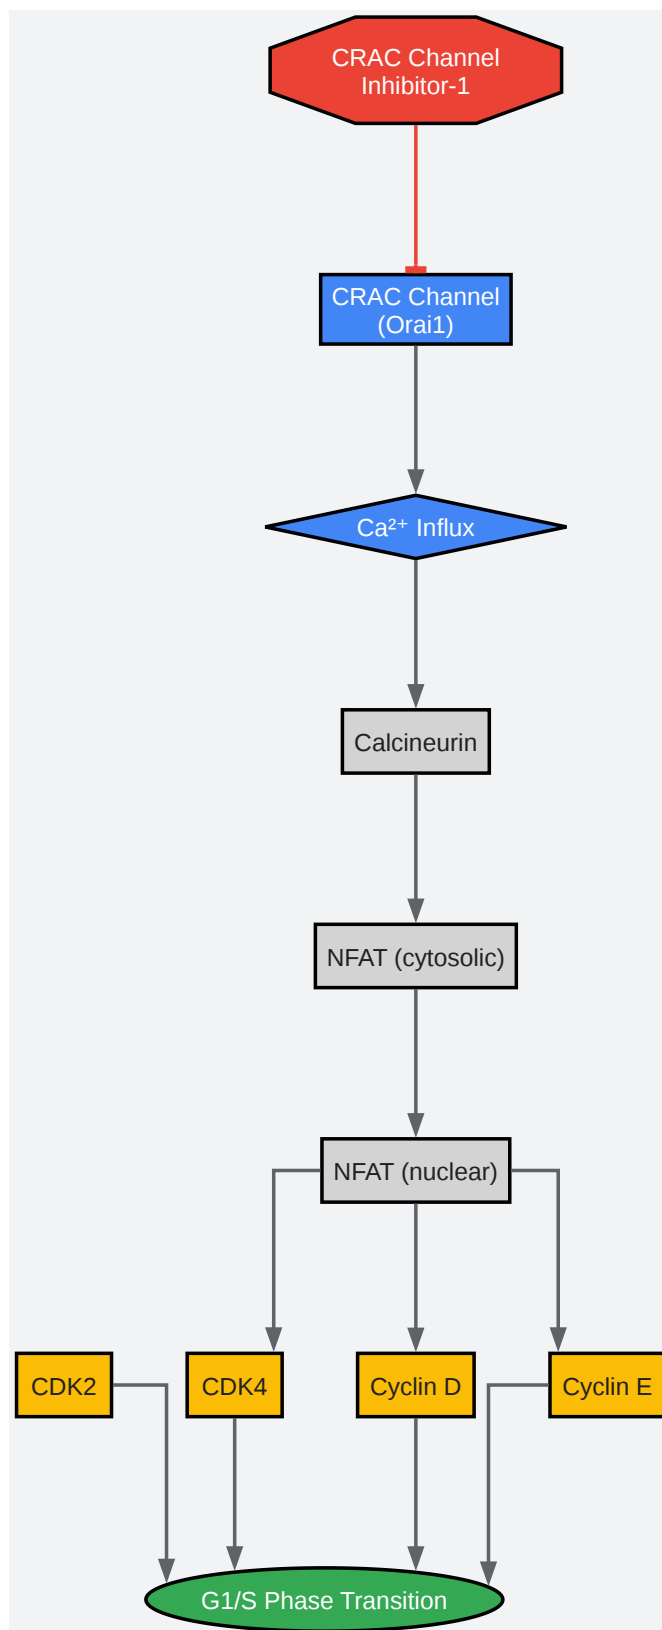 CRAC Channel
Inhibitor-1
CRAC Channel
(Orai1)
Ca²⁺ Influx
Calcineurin
NFAT (cytosolic)
NFAT (nuclear)
CDK2
CDK4
Cyclin D
Cyclin E
G1/S Phase Transition